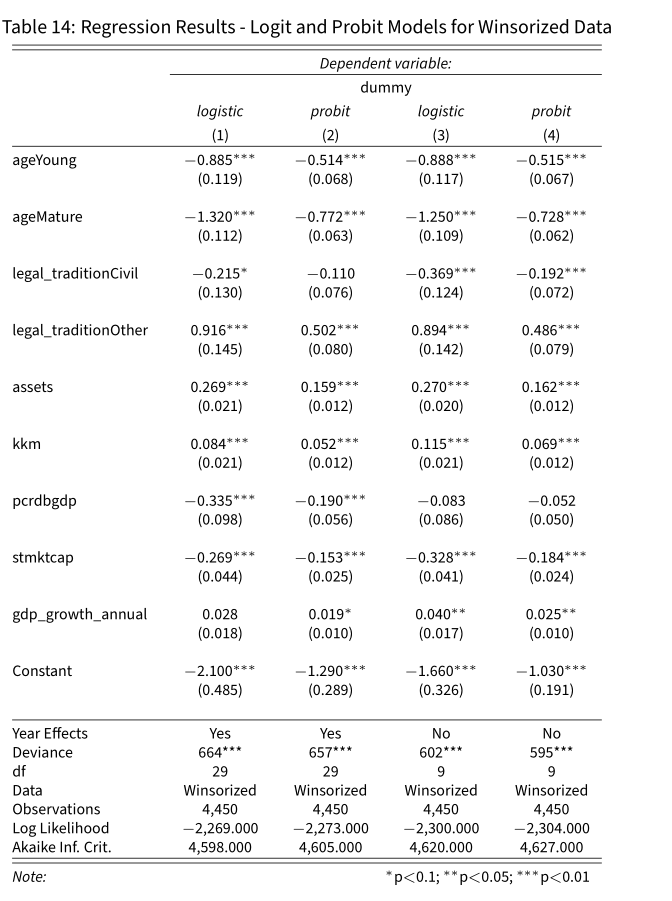 Table 14: Regression Results - Logit and Probit Models for Winsorized Data
Dependent variable:
dummy
logistic probit logistic probit
(1) (2) (3) (4)
ageYoung −0.885*** −0.514*** −0.888*** −0.515***
(0.119) (0.068) (0.117) (0.067)
ageMature −1.320*** −0.772*** −1.250*** −0.728***
(0.112) (0.063) (0.109) (0.062)
legal_traditionCivil −0.215* −0.110 −0.369*** −0.192***
(0.130) (0.076) (0.124) (0.072)
legal_traditionOther 0.916*** 0.502*** 0.894*** 0.486***
(0.145) (0.080) (0.142) (0.079)
assets 0.269*** 0.159*** 0.270*** 0.162***
(0.021) (0.012) (0.020) (0.012)
kkm 0.084*** 0.052*** 0.115*** 0.069***
(0.021) (0.012) (0.021) (0.012)
pcrdbgdp −0.335*** −0.190*** −0.083 −0.052
(0.098) (0.056) (0.086) (0.050)
stmktcap −0.269*** −0.153*** −0.328*** −0.184***
(0.044) (0.025) (0.041) (0.024)
gdp_growth_annual 0.028 0.019* 0.040** 0.025**
(0.018) (0.010) (0.017) (0.010)
Constant −2.100*** −1.290*** −1.660*** −1.030***
(0.485) (0.289) (0.326) (0.191)
Year Effects Yes Yes No No
Deviance 664*** 657*** 602*** 595***
df 29 29 9 9
Data Winsorized Winsorized Winsorized Winsorized
Observations 4,450 4,450 4,450 4,450
Log Likelihood −2,269.000 −2,273.000 −2,300.000 −2,304.000
Akaike Inf. Crit. 4,598.000 4,605.000 4,620.000 4,627.000
Note: *p<0.1; **p<0.05; ***p<0.01